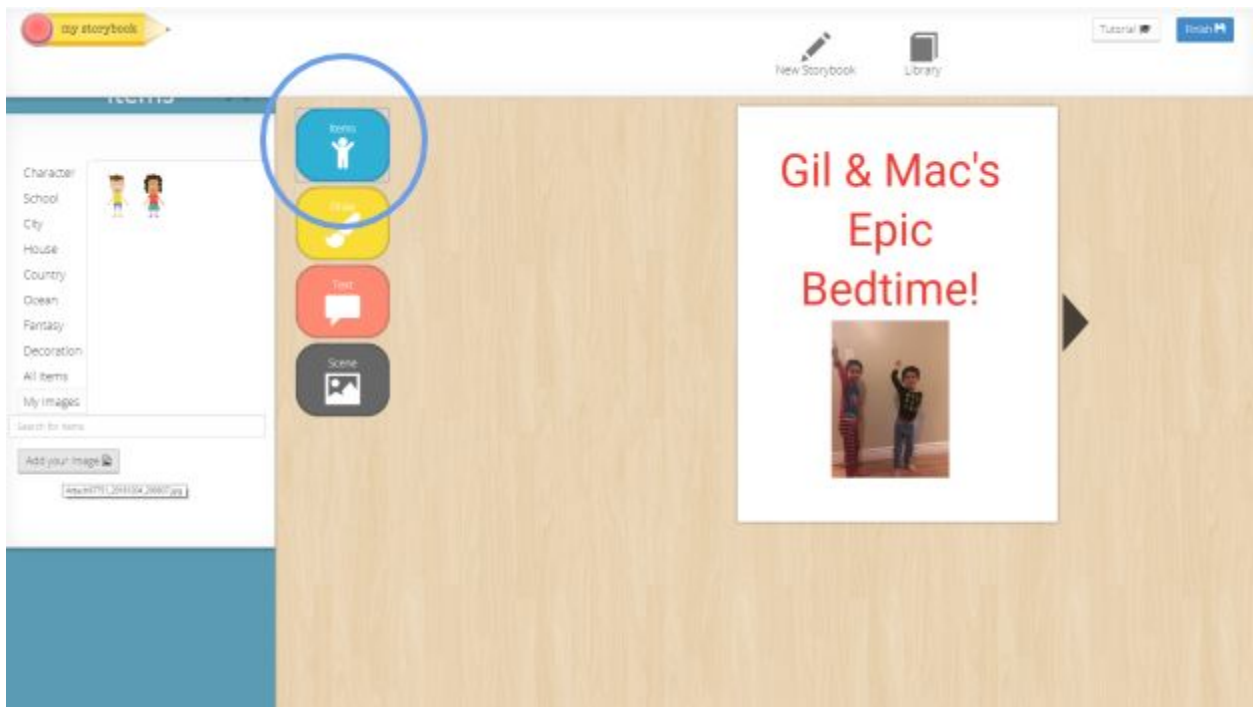 my storybook
New Storybook
Library
Tutorial
Finish
Items
Character
School
City
House
Country
Ocean
Fantasy
Decoration
All Items
My Images
Search for items
Add your Image
Items
Draw
Text
Scene
Gil & Mac's
Epic
Bedtime!